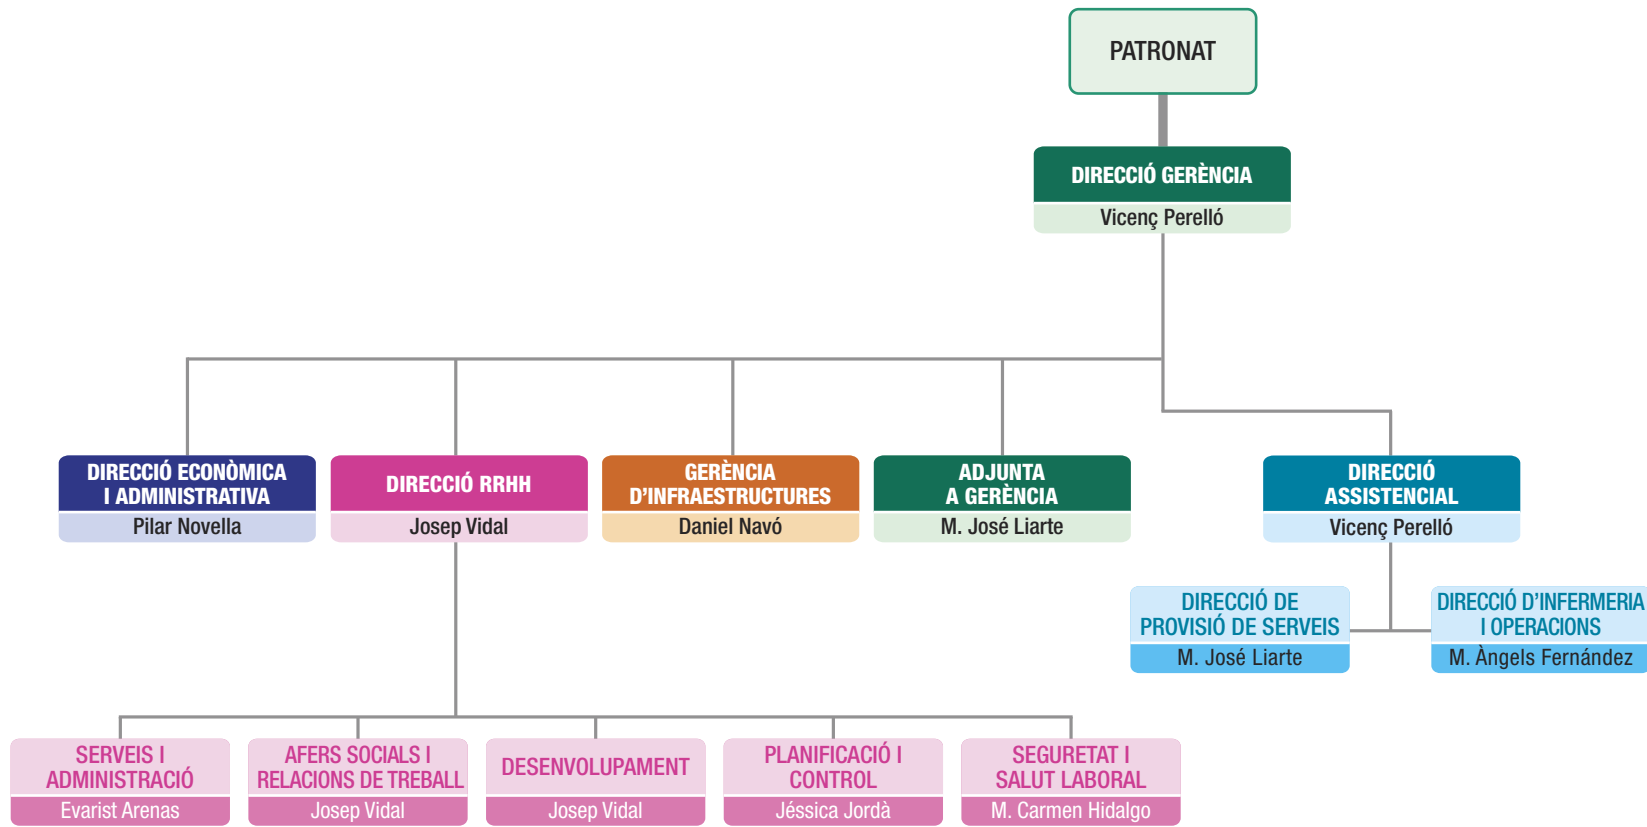 PATRONAT
DIRECCIÓ GERÈNCIA
Vicenç Perelló
DIRECCIÓ ECONÒMICA
I ADMINISTRATIVA
Pilar Novella
DIRECCIÓ RRHH
Josep Vidal
GERÈNCIA
D'INFRAESTRUCTURES
Daniel Navó
ADJUNTA
A GERÈNCIA
M. José Liarte
DIRECCIÓ
ASSISTENCIAL
Vicenç Perelló
DIRECCIÓ DE
PROVISIÓ DE SERVEIS
M. José Liarte
DIRECCIÓ D'INFERMERIA
I OPERACIONS
M. Àngels Fernández
SERVEIS I
ADMINISTRACIÓ
Evarist Arenas
AFERS SOCIALS I
RELACIONS DE TREBALL
Josep Vidal
DESENVOLUPAMENT
Josep Vidal
PLANIFICACIÓ I
CONTROL
Jéssica Jordà
SEGURETAT I
SALUT LABORAL
M. Carmen Hidalgo